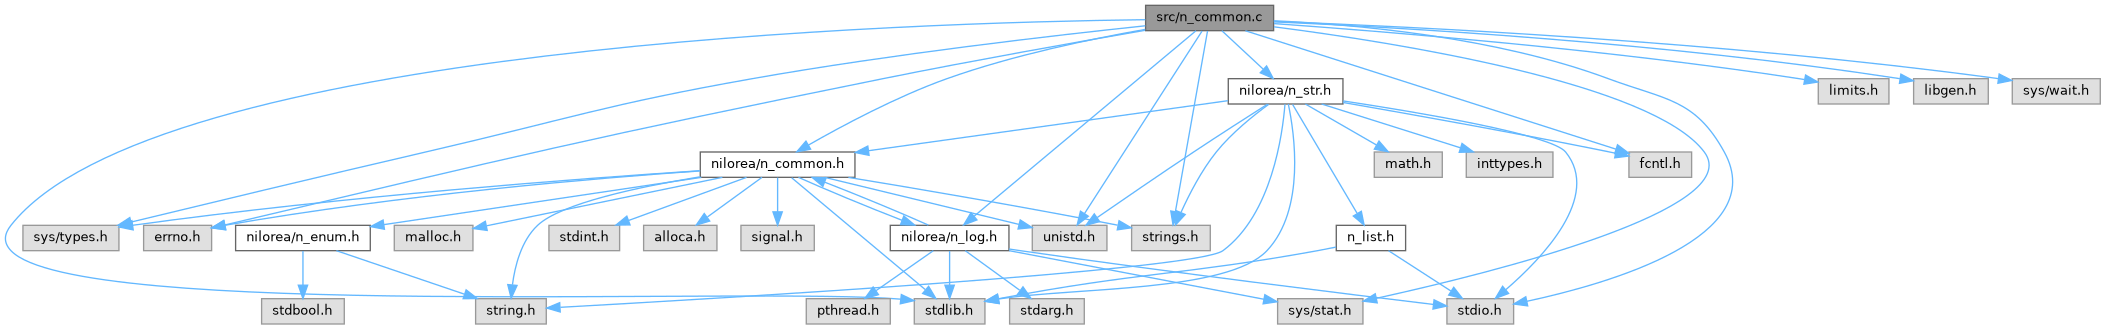 src/n_common.c
nilorea/n_str.h
limits.h
libgen.h
sys/wait.h
nilorea/n_common.h
math.h
inttypes.h
fcntl.h
sys/types.h
errno.h
nilorea/n_enum.h
malloc.h
stdint.h
alloca.h
signal.h
nilorea/n_log.h
unistd.h
strings.h
n_list.h
stdbool.h
string.h
pthread.h
stdlib.h
stdarg.h
sys/stat.h
stdio.h